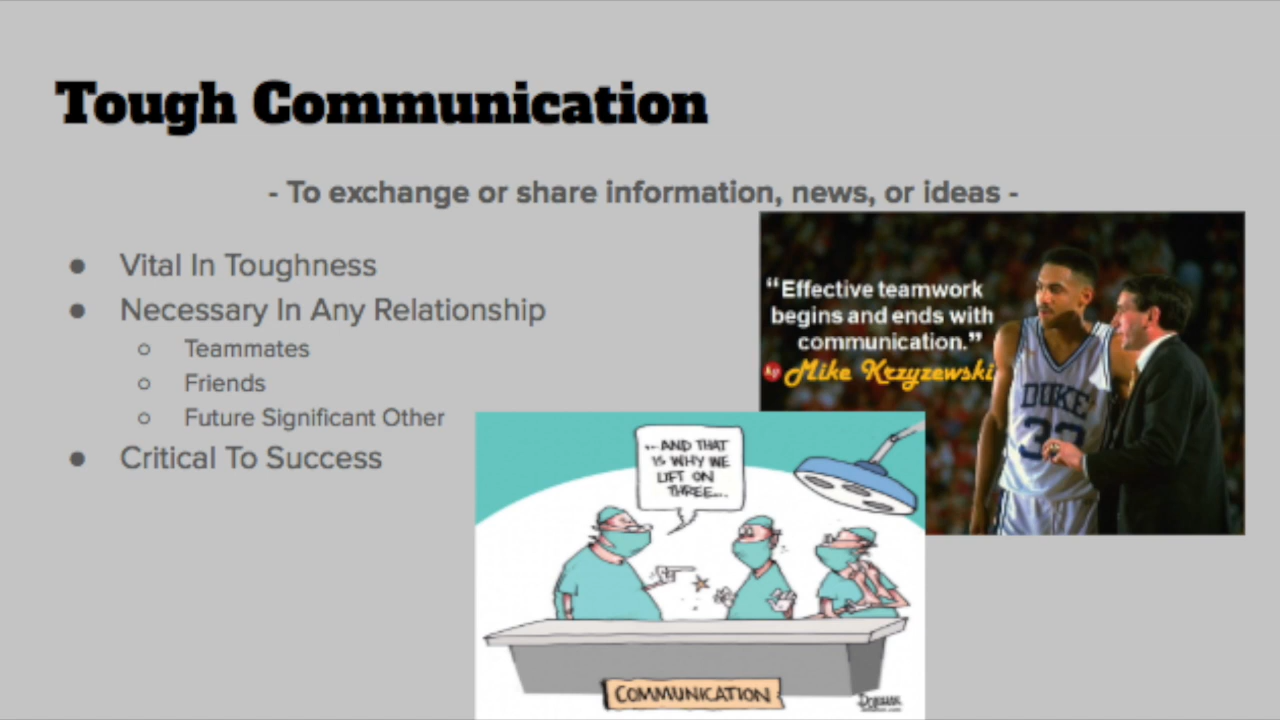 Tough Communication
- To exchange or share information, news, or ideas -
● Vital In Toughness
● Necessary In Any Relationship
○ Teammates
○ Friends
○ Future Significant Other
● Critical To Success
“Effective teamwork
begins and ends with
communication.”
Mike Krzyzewski
DUKE
33
...AND THAT
IS WHY WE
LIFT ON
THREE...
COMMUNICATION